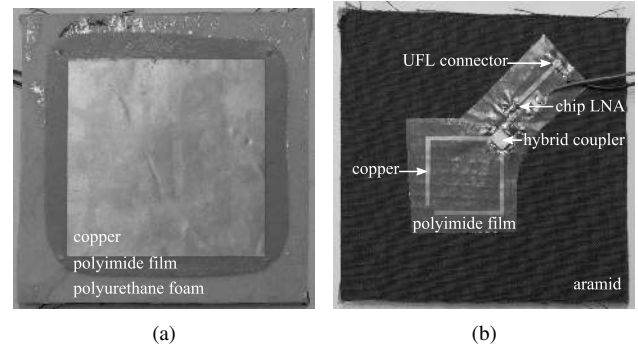 copper
polyimide film
polyurethane foam
(a)
UFL connector
chip LNA
hybrid coupler
copper
polyimide film
aramid
(b)